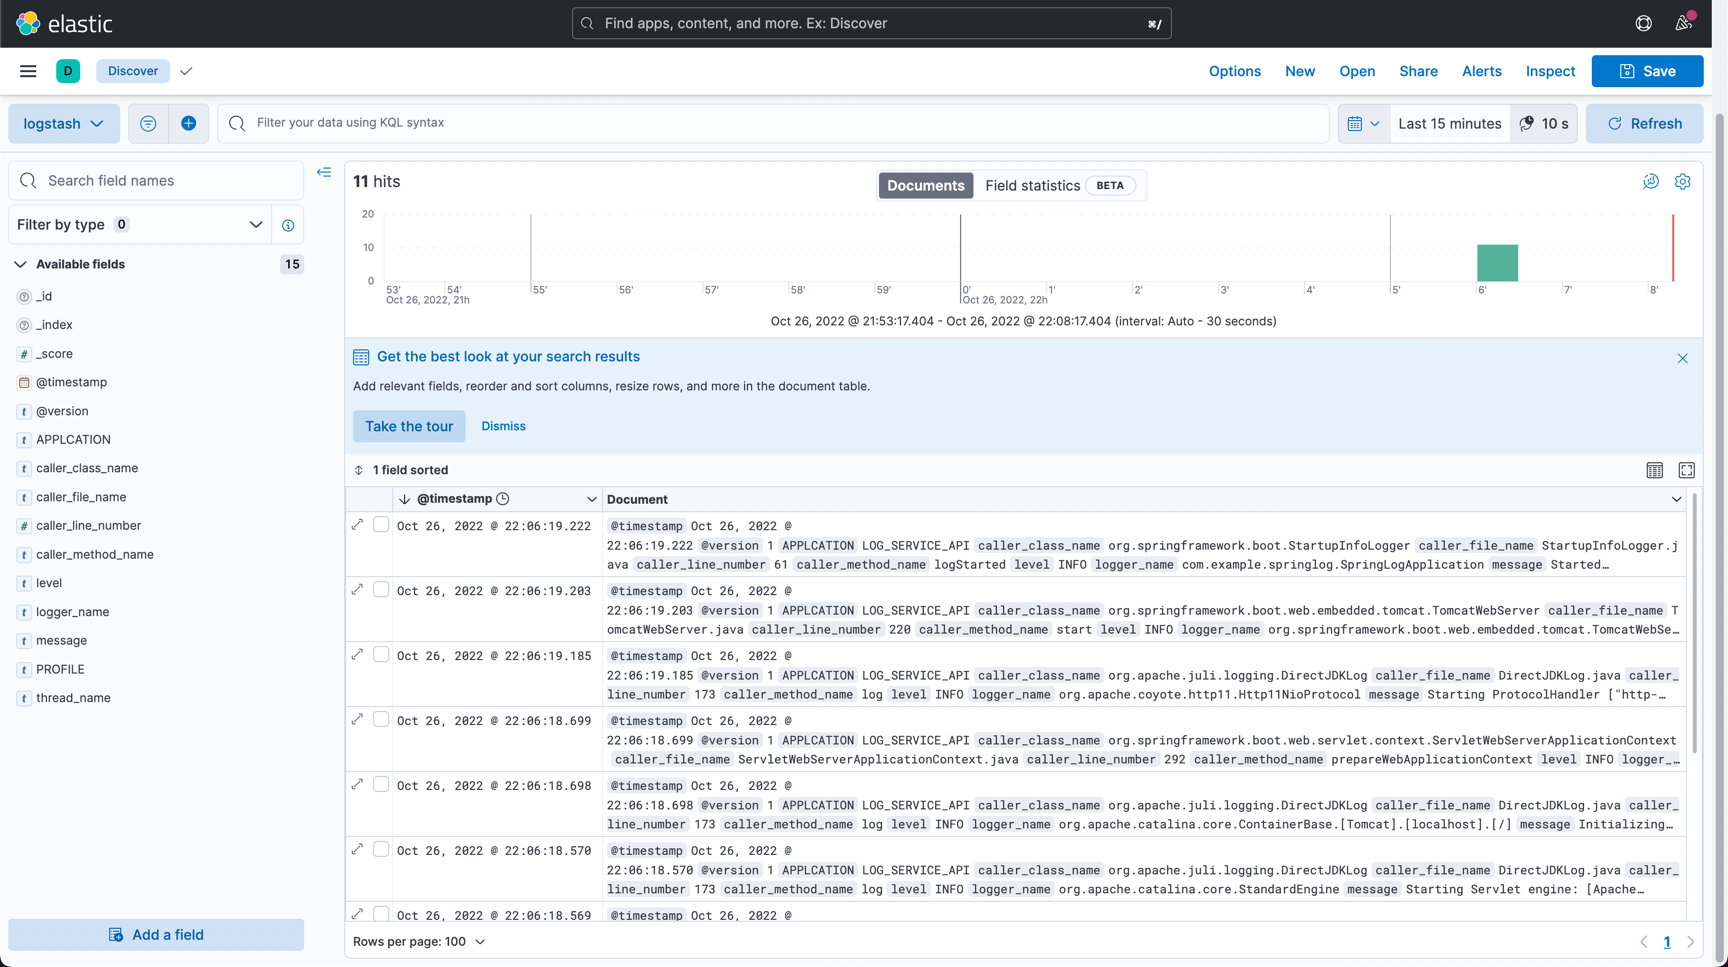 elastic
Find apps, content, and more. Ex: Discover
⌘/
D
Discover
Options
New
Open
Share
Alerts
Inspect
Save
logstash
Filter your data using KQL syntax
Last 15 minutes
10 s
Refresh
Search field names
Filter by type 0
Available fields
15
_id
_index
# _score
@timestamp
t @version
t APPLCATION
t caller_class_name
t caller_file_name
# caller_line_number
t caller_method_name
t level
t logger_name
t message
t PROFILE
t thread_name
Add a field
11 hits
Documents
Field statistics BETA
20
10
0
53' 54' 55' 56' 57' 58' 59' 0' 1' 2' 3' 4' 5' 6' 7' 8'
Oct 26, 2022, 21h
Oct 26, 2022, 22h
Oct 26, 2022 @ 21:53:17.404 - Oct 26, 2022 @ 22:08:17.404 (interval: Auto - 30 seconds)
Get the best look at your search results
Add relevant fields, reorder and sort columns, resize rows, and more in the document table.
Take the tour
Dismiss
1 field sorted
@timestamp
Document
Oct 26, 2022 @ 22:06:19.222
@timestamp Oct 26, 2022 @
22:06:19.222 @version 1 APPLCATION LOG_SERVICE_API caller_class_name org.springframework.boot.StartupInfoLogger caller_file_name StartupInfoLogger.j
ava caller_line_number 61 caller_method_name logStarted level INFO logger_name com.example.springlog.SpringLogApplication message Started…
Oct 26, 2022 @ 22:06:19.203
@timestamp Oct 26, 2022 @
22:06:19.203 @version 1 APPLCATION LOG_SERVICE_API caller_class_name org.springframework.boot.web.embedded.tomcat.TomcatWebServer caller_file_name T
omcatWebServer.java caller_line_number 220 caller_method_name start level INFO logger_name org.springframework.boot.web.embedded.tomcat.TomcatWebSe…
Oct 26, 2022 @ 22:06:19.185
@timestamp Oct 26, 2022 @
22:06:19.185 @version 1 APPLCATION LOG_SERVICE_API caller_class_name org.apache.juli.logging.DirectJDKLog caller_file_name DirectJDKLog.java caller_
line_number 173 caller_method_name log level INFO logger_name org.apache.coyote.http11.Http11NioProtocol message Starting ProtocolHandler ["http-…
Oct 26, 2022 @ 22:06:18.699
@timestamp Oct 26, 2022 @
22:06:18.699 @version 1 APPLCATION LOG_SERVICE_API caller_class_name org.springframework.boot.web.servlet.context.ServletWebServerApplicationContext
caller_file_name ServletWebServerApplicationContext.java caller_line_number 292 caller_method_name prepareWebApplicationContext level INFO logger_…
Oct 26, 2022 @ 22:06:18.698
@timestamp Oct 26, 2022 @
22:06:18.698 @version 1 APPLCATION LOG_SERVICE_API caller_class_name org.apache.juli.logging.DirectJDKLog caller_file_name DirectJDKLog.java caller_
line_number 173 caller_method_name log level INFO logger_name org.apache.catalina.core.ContainerBase.[Tomcat].[localhost].[/] message Initializing…
Oct 26, 2022 @ 22:06:18.570
@timestamp Oct 26, 2022 @
22:06:18.570 @version 1 APPLCATION LOG_SERVICE_API caller_class_name org.apache.juli.logging.DirectJDKLog caller_file_name DirectJDKLog.java caller_
line_number 173 caller_method_name log level INFO logger_name org.apache.catalina.core.StandardEngine message Starting Servlet engine: [Apache…
Oct 26, 2022 @ 22:06:18.569
@timestamp Oct 26, 2022 @
Rows per page: 100
1